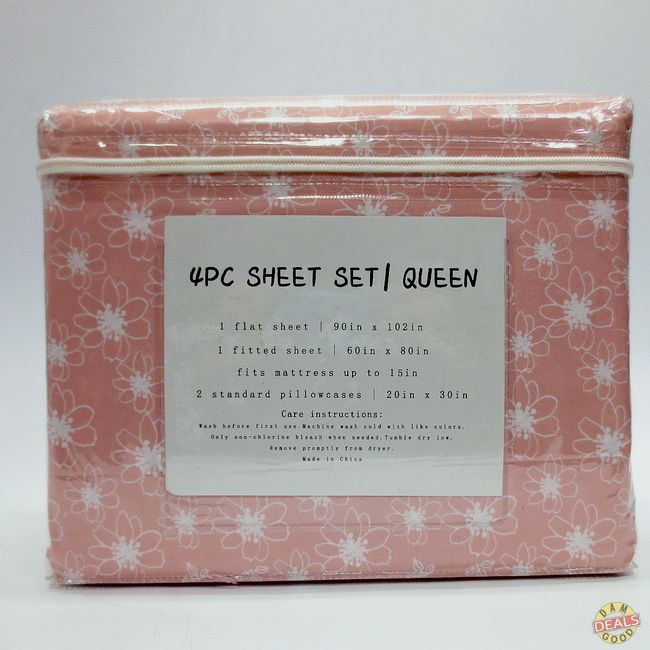 4PC SHEET SET| QUEEN
1 flat sheet | 90in x 102in
1 fitted sheet | 60in x 80in
fits mattress up to 15in
2 standard pillowcases | 20in x 30in
Care instructions:
Wash before first use.Machine wash cold with like colors.
Only non-chlorine bleach when needed.Tumble dry low.
Remove promptly from dryer.
Made in China
DAM
DEALS
GOOD